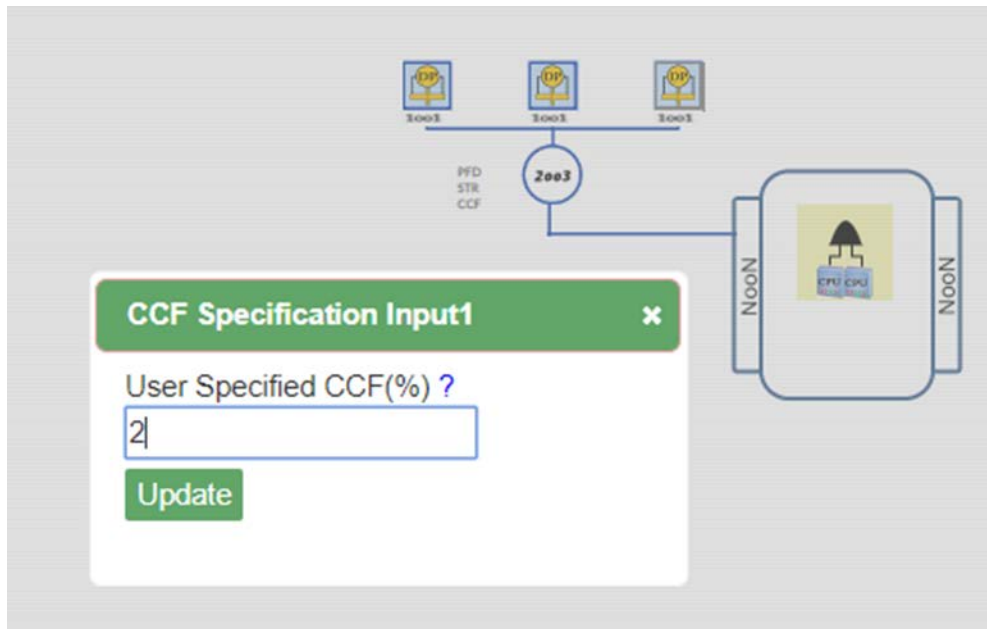 DP DP DP
1oo1 1oo1 1oo1
PFD
STR
CCF
2oo3
NooN
CPU CPU
NooN
CCF Specification Input1 ×
User Specified CCF(%) ?
2
Update